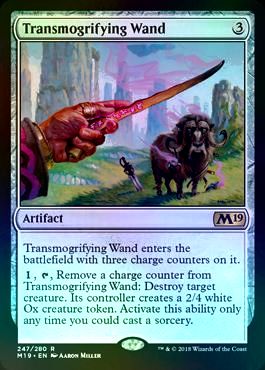 Transmogrifying Wand 3
Artifact M19
Transmogrifying Wand enters the
battlefield with three charge counters on it.
1, , Remove a charge counter from
Transmogrifying Wand: Destroy target
creature. Its controller creates a 2/4 white
Ox creature token. Activate this ability only
any time you could cast a sorcery.
247/280 R
M19 • EN AARON MILLER ™ & © 2018 Wizards of the Coast